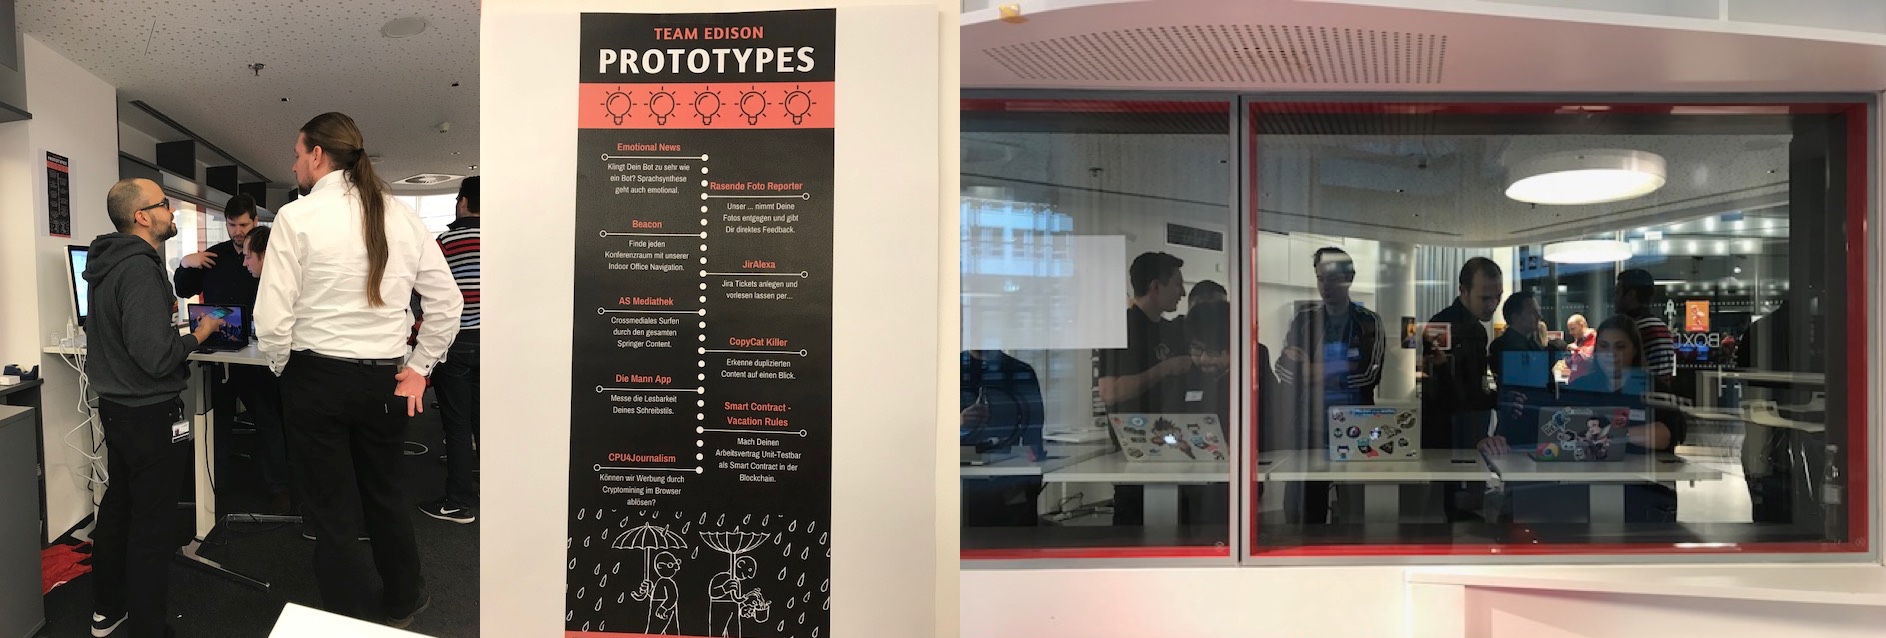 TEAM EDISON
PROTOTYPES
Emotional News
Klingt Dein Bot zu sehr wie
ein Bot? Sprachsynthese
geht auch emotional.
Rasende Foto Reporter
Unser ... nimmt Deine
Fotos entgegen und gibt
Dir direktes Feedback.
Beacon
Finde jeden
Konferenzraum mit unserer
Indoor Office Navigation.
JirAlexa
Jira Tickets anlegen und
vorlesen lassen per...
AS Mediathek
Crossmediales Surfen
durch den gesamten
Springer Content.
CopyCat Killer
Erkenne duplizierten
Content auf einen Blick.
Die Mann App
Messe die Lesbarkeit
Deines Schreibstils.
Smart Contract -
Vacation Rules
Mach Deinen
Arbeitsvertrag Unit-Testbar
als Smart Contract in der
Blockchain.
CPU4Journalism
Können wir Werbung durch
Cryptomining im Browser
ablösen?
PROTOTYPES
BOX